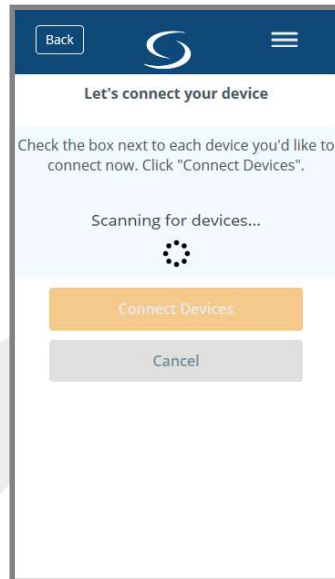 Back
Let's connect your device
Check the box next to each device you'd like to
connect now. Click "Connect Devices".
Scanning for devices...
Connect Devices
Cancel